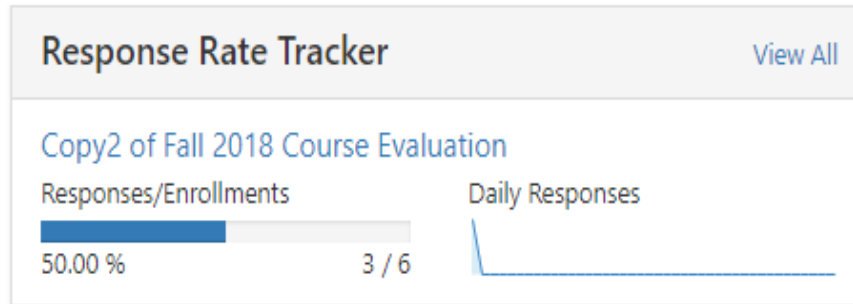 Response Rate Tracker
View All
Copy2 of Fall 2018 Course Evaluation
Responses/Enrollments
Daily Responses
50.00 %
3 / 6